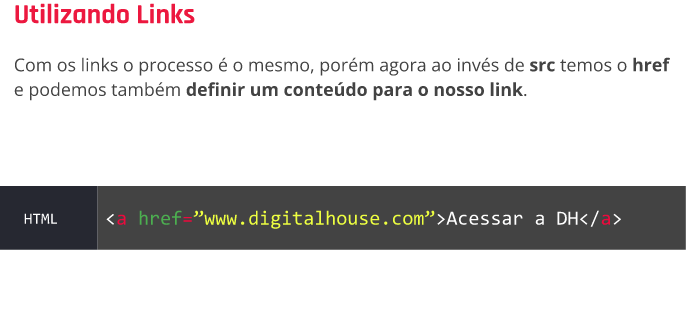 Utilizando Links
Com os links o processo é o mesmo, porém agora ao invés de src temos o href
e podemos também definir um conteúdo para o nosso link.
HTML
<a href=”www.digitalhouse.com”>Acessar a DH</a>